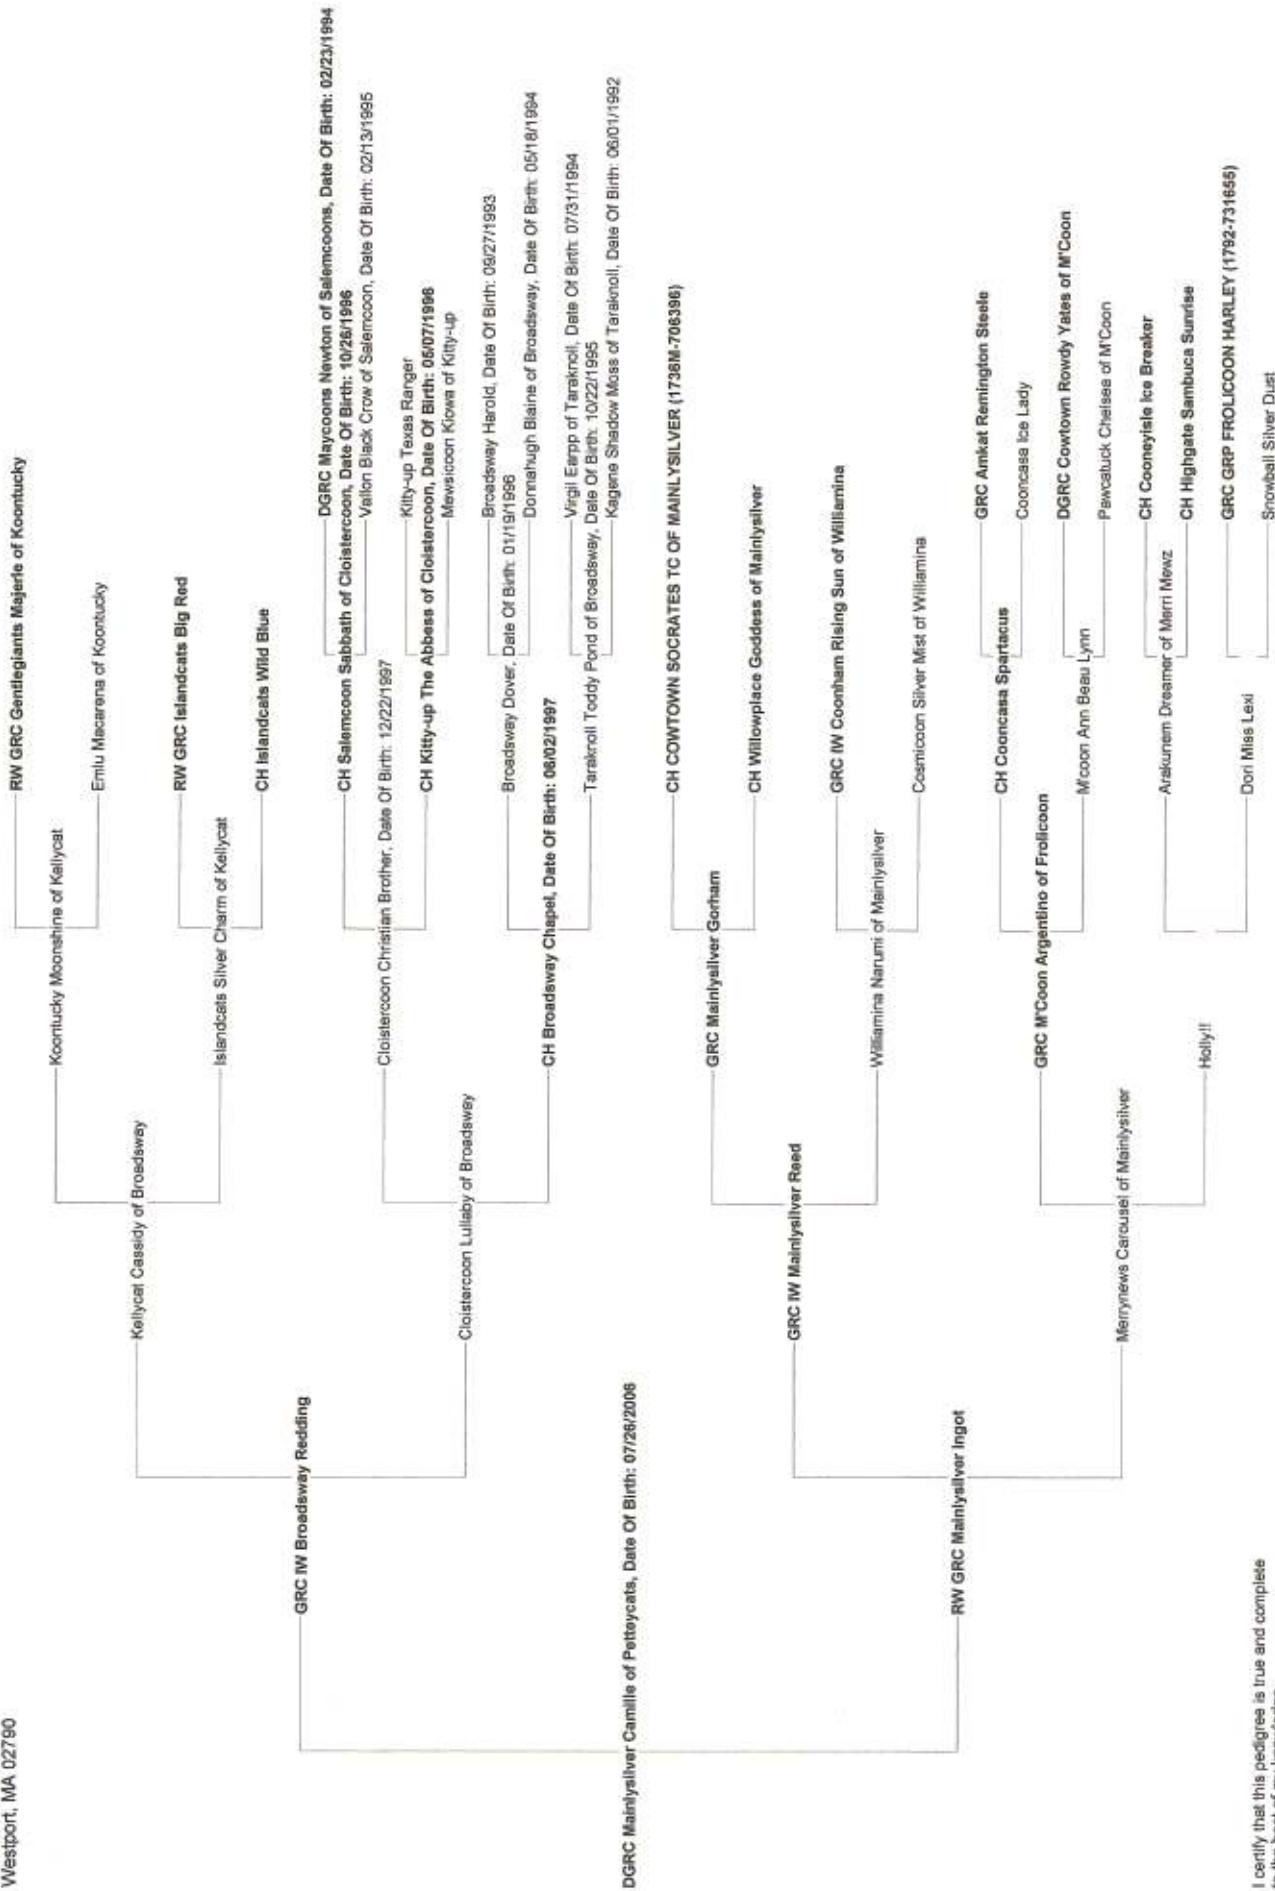 Westport, MA 02790
RW GRC Gentlegiants Majerle of Koontucky
Koontucky Moonshine of Kellycat
Emlu Macarena of Koontucky
Kellycat Cassidy of Broadsway
RW GRC Islandcats Big Red
Islandcats Silver Charm of Kellycat
CH Islandcats Wild Blue
GRC IW Broadsway Redding
DGRC Maycoons Newton of Salemcoons, Date Of Birth: 02/23/1994
CH Salemcoon Sabbath of Cloistercoon, Date Of Birth: 10/26/1996
Vallon Black Crow of Salemcoon, Date Of Birth: 02/13/1995
Cloistercoon Christian Brother, Date Of Birth: 12/22/1997
Kitty-up Texas Ranger
CH Kitty-up The Abbess of Cloistercoon, Date Of Birth: 05/07/1996
Mewsicoon Kiowa of Kitty-up
Cloistercoon Lullaby of Broadsway
Broadsway Harold, Date Of Birth: 09/27/1993
Broadsway Dover, Date Of Birth: 01/19/1996
Donnahugh Blaine of Broadsway, Date Of Birth: 05/18/1994
CH Broadsway Chapel, Date Of Birth: 06/02/1997
Virgil Earpp of Taraknoll, Date Of Birth: 07/31/1994
Taraknoll Toddy Pond of Broadsway, Date Of Birth: 10/22/1995
Kagene Shadow Moss of Taraknoll, Date Of Birth: 06/01/1992
DGRC Mainlysilver Camille of Petteycats, Date Of Birth: 07/26/2006
CH COWTOWN SOCRATES TC OF MAINLYSILVER (1736M-706396)
GRC Mainlysilver Gorham
CH Willowplace Goddess of Mainlysilver
GRC IW Mainlysilver Reed
GRC IW Coonham Rising Sun of Williamina
Williamina Narumi of Mainlysilver
Cosmicoon Silver Mist of Williamina
RW GRC Mainlysilver Ingot
GRC Amkat Remington Steele
CH Cooncasa Spartacus
Cooncasa Ice Lady
GRC M'Coon Argentino of Frolicoon
DGRC Cowtown Rowdy Yates of M'Coon
M'coon Ann Beau Lynn
Pawcatuck Chelsea of M'Coon
Merrynews Carousel of Mainlysilver
CH Cooneyisle Ice Breaker
Arakunem Dreamer of Merri Mewz
CH Highgate Sambuca Sunrise
Holly!!
GRC GRP FROLICOON HARLEY (1792-731655)
Dori Miss Lexi
Snowball Silver Dust
I certify that this pedigree is true and complete